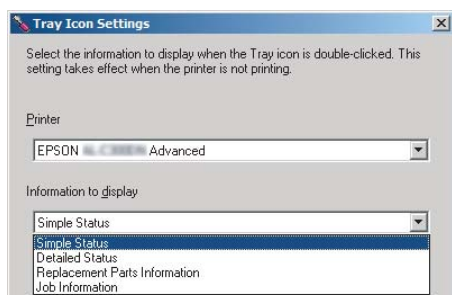 Tray Icon Settings
Select the information to display when the Tray icon is double-clicked. This
setting takes effect when the printer is not printing.
Printer
EPSON Advanced
Information to display
Simple Status
Simple Status
Detailed Status
Replacement Parts Information
Job Information